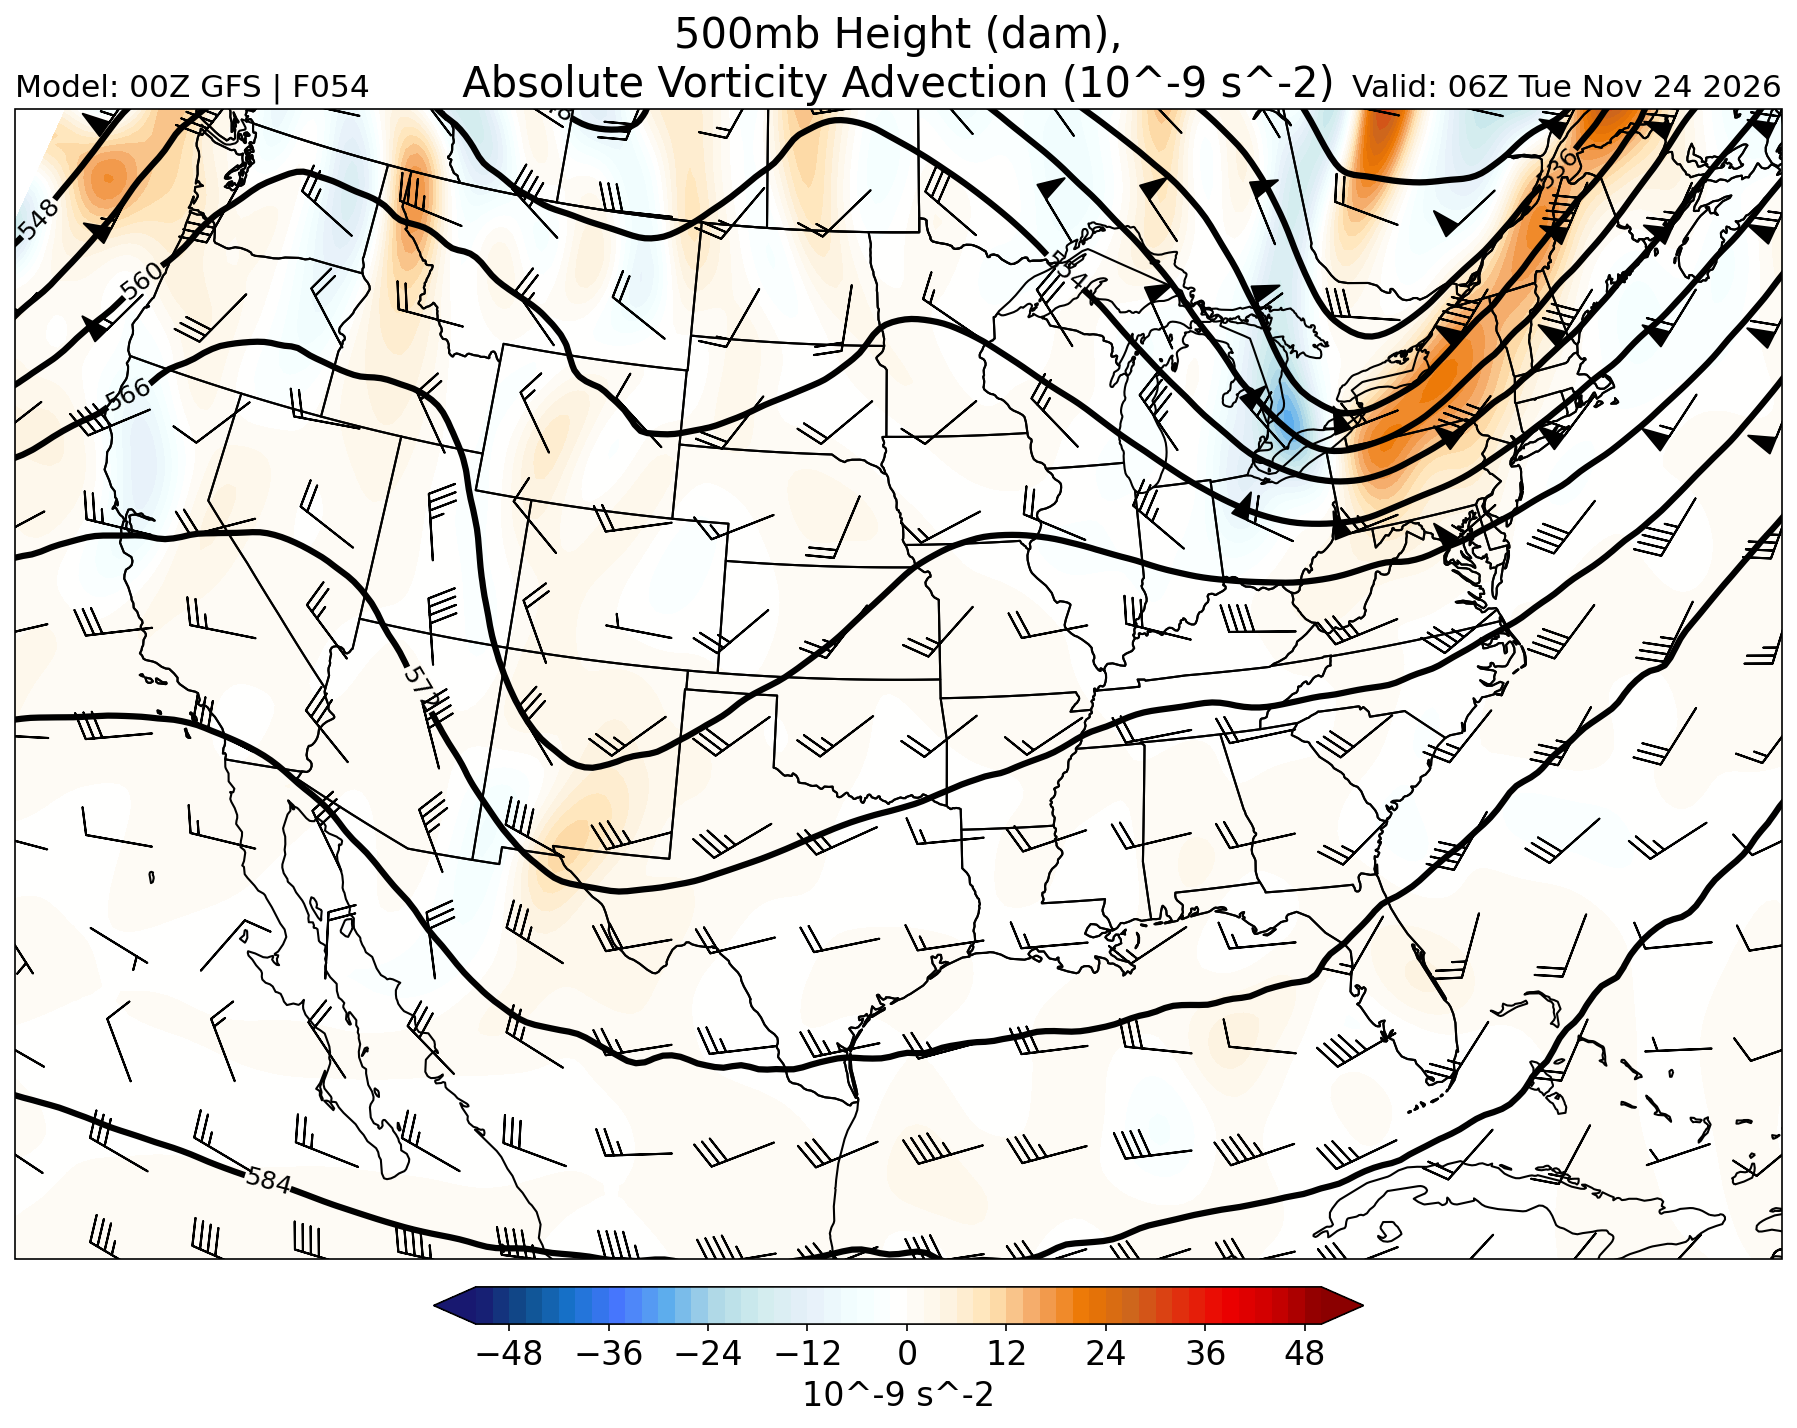 500mb Height (dam),
Model: 00Z GFS | F054
Absolute Vorticity Advection (10^-9 s^-2)
Valid: 06Z Tue Nov 24 2026
536
548
560
566
584
−48 −36 −24 −12 0 12 24 36 48
10^-9 s^-2